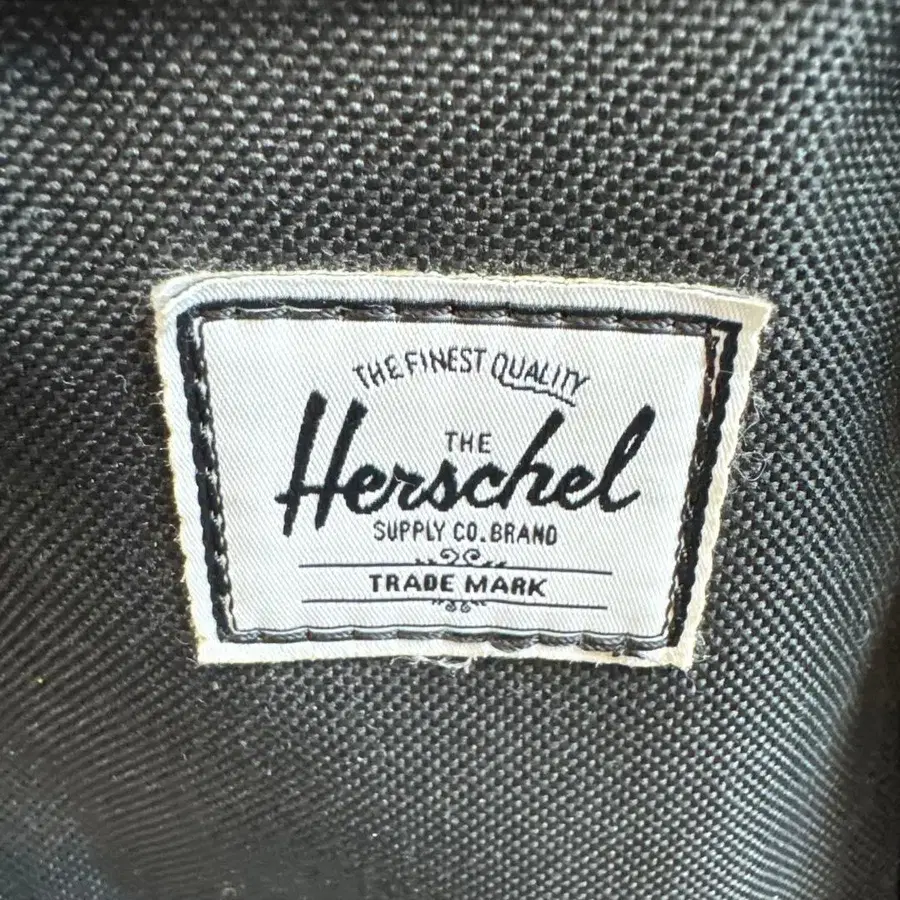 THE FINEST QUALITY
THE
Herschel
SUPPLY CO. BRAND
TRADE MARK